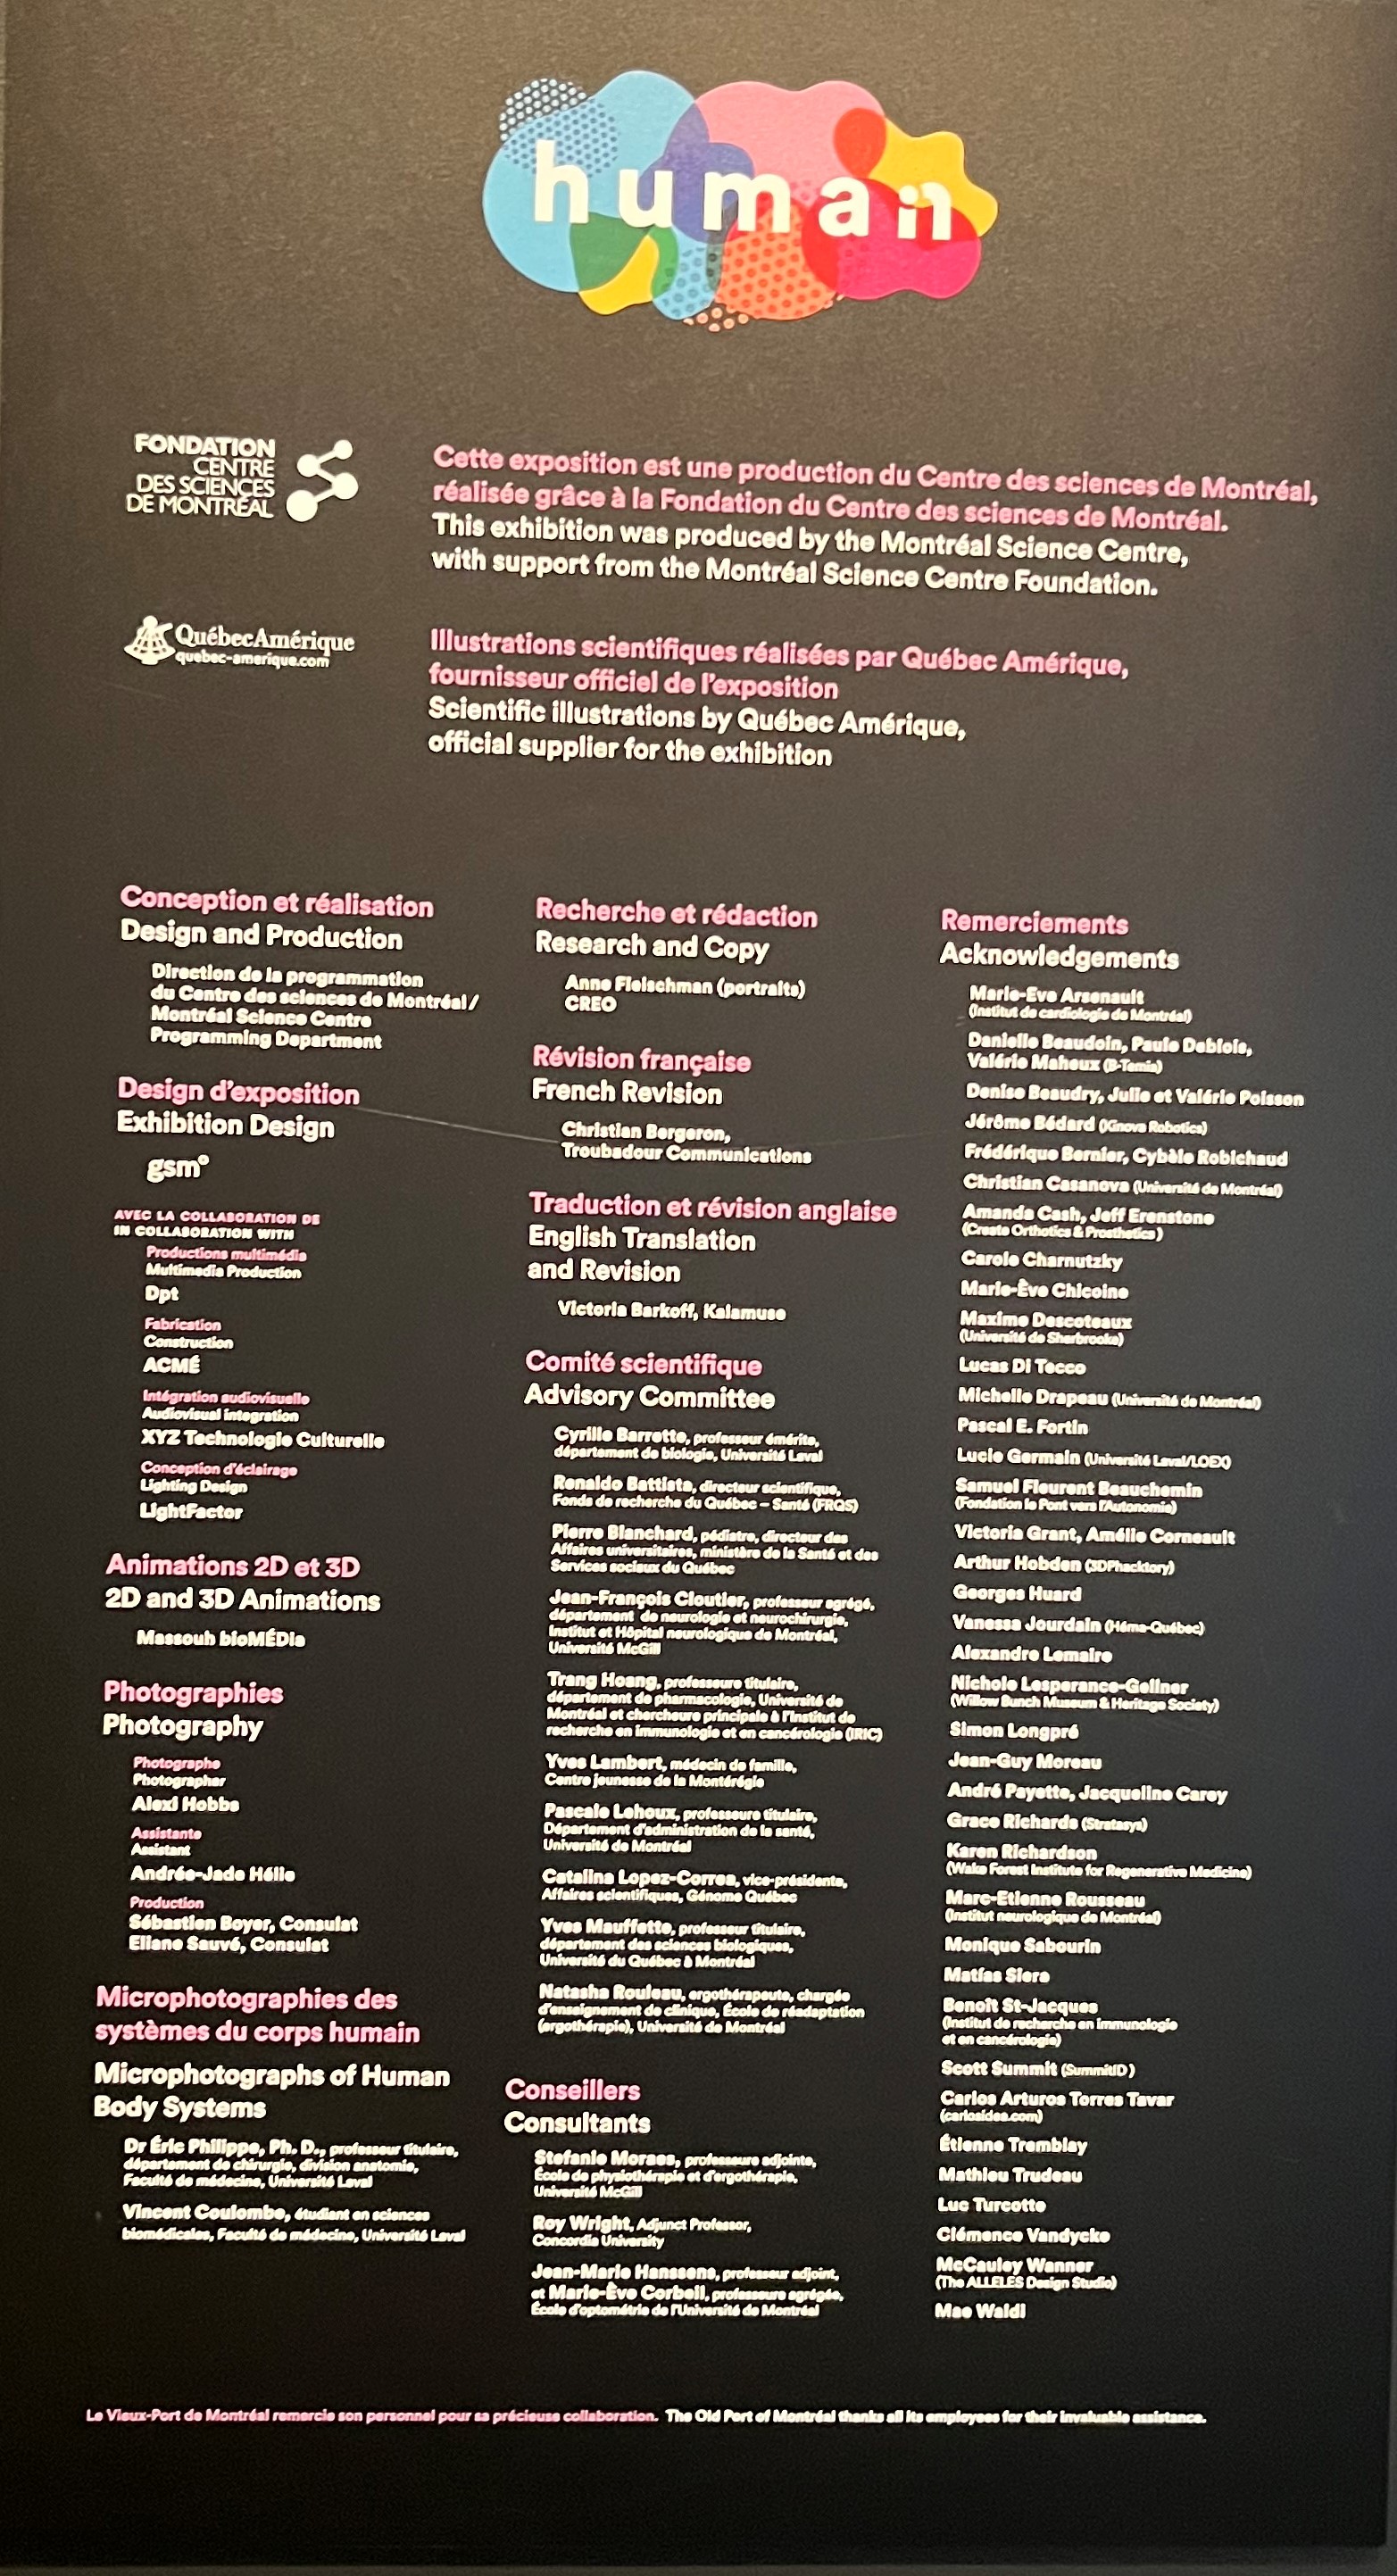 human
FONDATION
CENTRE
DES SCIENCES
DE MONTRÉAL
Cette exposition est une production du Centre des sciences de Montréal,
réalisée grâce à la Fondation du Centre des sciences de Montréal.
This exhibition was produced by the Montréal Science Centre,
with support from the Montréal Science Centre Foundation.
QuébecAmérique
quebec-amerique.com
Illustrations scientifiques réalisées par Québec Amérique,
fournisseur officiel de l'exposition
Scientific illustrations by Québec Amérique,
official supplier for the exhibition
Conception et réalisation
Design and Production
Direction de la programmation
du Centre des sciences de Montréal/
Montréal Science Centre
Programming Department
Design d'exposition
Exhibition Design
gsm°
AVEC LA COLLABORATION DE
IN COLLABORATION WITH
Productions multimédia
Multimedia Production
Dpt
Fabrication
Construction
ACMÉ
Intégration audiovisuelle
Audiovisual Integration
XYZ Technologie Culturelle
Conception d'éclairage
Lighting Design
LightFactor
Animations 2D et 3D
2D and 3D Animations
Massouh bioMÉDia
Photographies
Photography
Photographe
Photographer
Alexi Hobbs
Assistante
Assistant
Andrée-Jade Hélie
Production
Sébastien Boyer, Consulat
Eliane Sauvé, Consulat
Microphotographies des
systèmes du corps humain
Microphotographs of Human
Body Systems
Dr Éric Philippe, Ph. D., professeur titulaire,
département de chirurgie, division anatomie,
Faculté de médecine, Université Laval
Vincent Coulombe, étudiant en sciences
biomédicales, Faculté de médecine, Université Laval
Recherche et rédaction
Research and Copy
Anne Fleischman (portraits)
CREO
Révision française
French Revision
Christian Bergeron,
Troubadour Communications
Traduction et révision anglaise
English Translation
and Revision
Victoria Barkoff, Kalamuse
Comité scientifique
Advisory Committee
Cyrille Barrette, professeur émérite,
département de biologie, Université Laval
Renaldo Battista, directeur scientifique,
Fonds de recherche du Québec – Santé (FRQS)
Pierre Blanchard, pédiatre, directeur des
Affaires universitaires, ministère de la Santé et des
Services sociaux du Québec
Jean-François Cloutier, professeur agrégé,
département de neurologie et neurochirurgie,
Institut et Hôpital neurologique de Montréal,
Université McGill
Trang Hoang, professeure titulaire,
département de pharmacologie, Université de
Montréal et chercheure principale à l'Institut de
recherche en immunologie et en cancérologie (IRIC)
Yves Lambert, médecin de famille,
Centre jeunesse de la Montérégie
Pascale Lehoux, professeure titulaire,
Département d'administration de la santé,
Université de Montréal
Catalina Lopez-Correa, vice-présidente,
Affaires scientifiques, Génome Québec
Yves Mauffette, professeur titulaire,
département des sciences biologiques,
Université du Québec à Montréal
Natasha Rouleau, ergothérapeute, chargée
d'enseignement de clinique, École de réadaptation
(ergothérapie), Université de Montréal
Conseillers
Consultants
Stefanie Moraes, professeure adjointe,
École de physiothérapie et d'ergothérapie,
Université McGill
Roy Wright, Adjunct Professor,
Concordia University
Jean-Marie Hanssens, professeur adjoint,
et Marie-Ève Corbeil, professeure agrégée,
École d'optométrie de l'Université de Montréal
Remerciements
Acknowledgements
Marie-Eve Arsenault
(Institut de cardiologie de Montréal)
Danielle Beaudoin, Paule Deblois,
Valérie Maheux (B-Temia)
Denise Beaudry, Julie et Valérie Poisson
Jérôme Bédard (Kinova Robotics)
Frédérique Bernier, Cybèle Robichaud
Christian Casanova (Université de Montréal)
Amanda Cash, Jeff Erenstone
(Create Orthotics & Prosthetics)
Carole Charnutzky
Marie-Ève Chicoine
Maxime Descoteaux
(Université de Sherbrooke)
Lucas Di Tecco
Michelle Drapeau (Université de Montréal)
Pascal E. Fortin
Lucie Germain (Université Laval/LOEX)
Samuel Fleurent Beauchemin
(Fondation le Pont vers l'Autonomie)
Victoria Grant, Amélie Corneault
Arthur Hobden (3DPhacktory)
Georges Huard
Vanessa Jourdain (Héma-Québec)
Alexandre Lemaire
Nichole Lesperance-Gellner
(Willow Bunch Museum & Heritage Society)
Simon Longpré
Jean-Guy Moreau
André Payette, Jacqueline Carey
Grace Richards (Stratasys)
Karen Richardson
(Wake Forest Institute for Regenerative Medicine)
Marc-Etienne Rousseau
(Institut neurologique de Montréal)
Monique Sabourin
Matías Siera
Benoît St-Jacques
(Institut de recherche en immunologie
et en cancérologie)
Scott Summit (SummitID)
Carlos Arturos Torres Tavar
(carlosidea.com)
Étienne Tremblay
Mathieu Trudeau
Luc Turcotte
Clémence Vandycke
McCauley Wanner
(The ALLELES Design Studio)
Mae Waldi
Le Vieux-Port de Montréal remercie son personnel pour sa précieuse collaboration. The Old Port of Montréal thanks all its employees for their invaluable assistance.